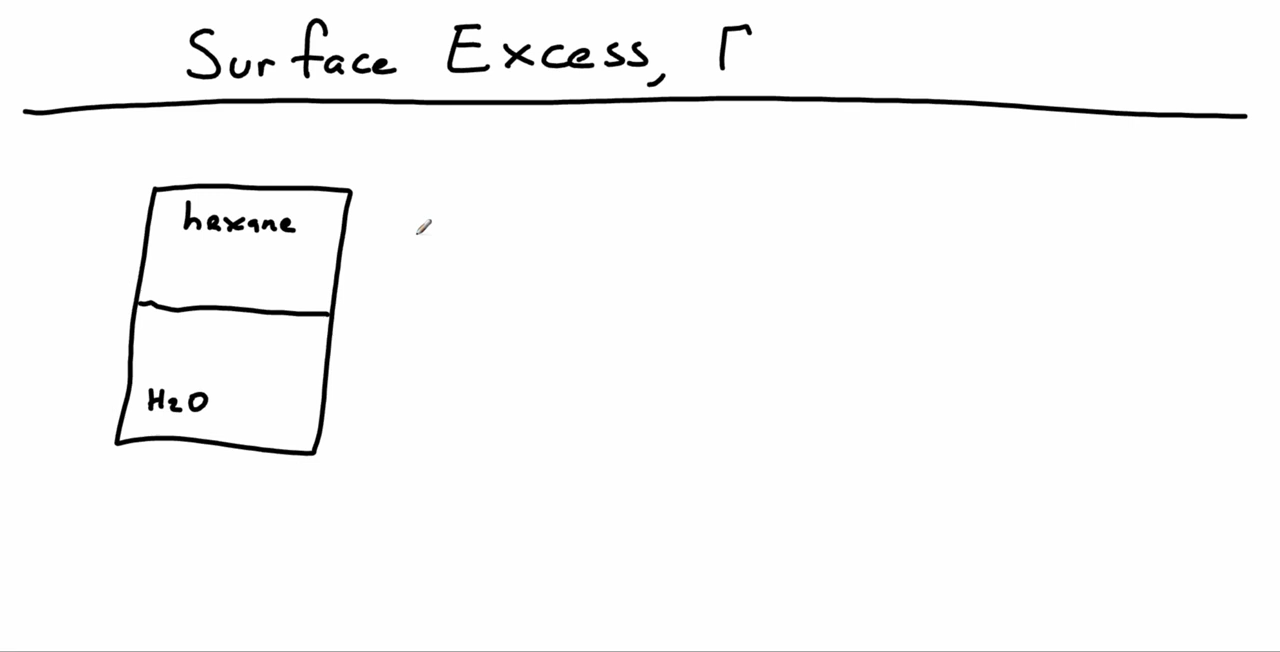 Surface Excess, Γ
hexane
H₂O